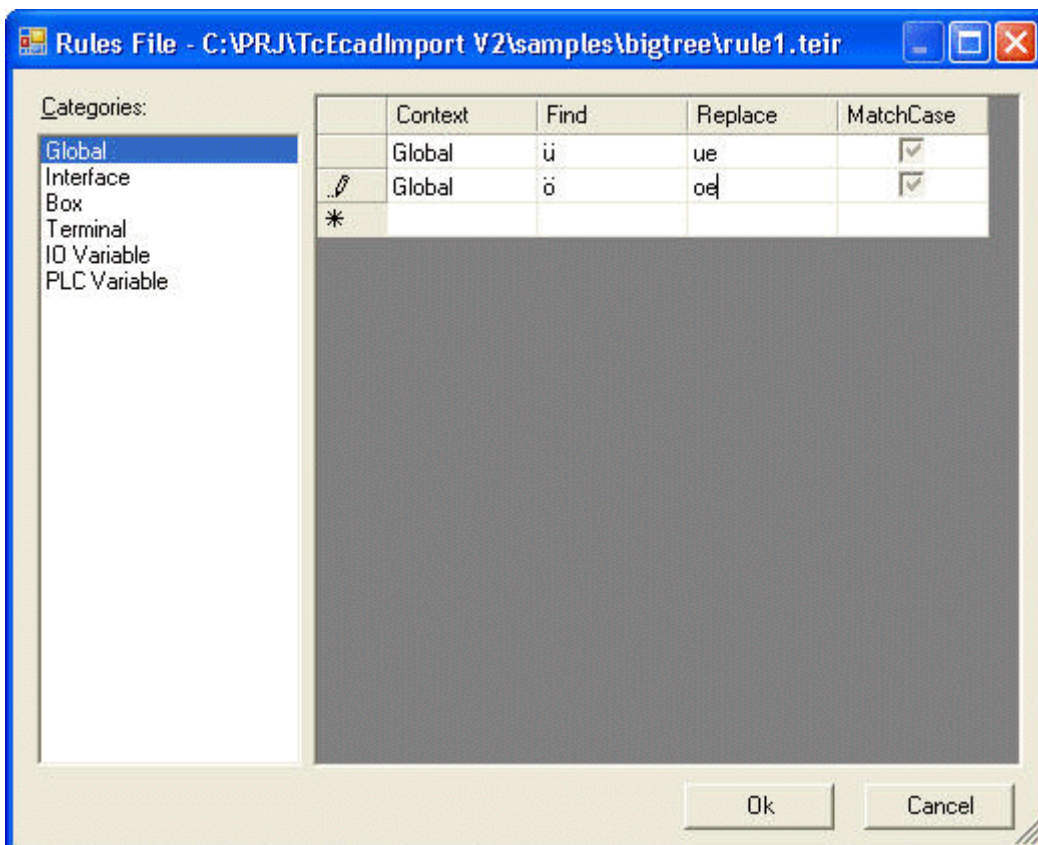 Rules File - C:\PRJ\TcEcadImport V2\samples\bigtree\rule1.teir
Categories:
Global
Interface
Box
Terminal
IO Variable
PLC Variable
Context Find Replace MatchCase
Global ü ue
Global ö oe
Ok Cancel